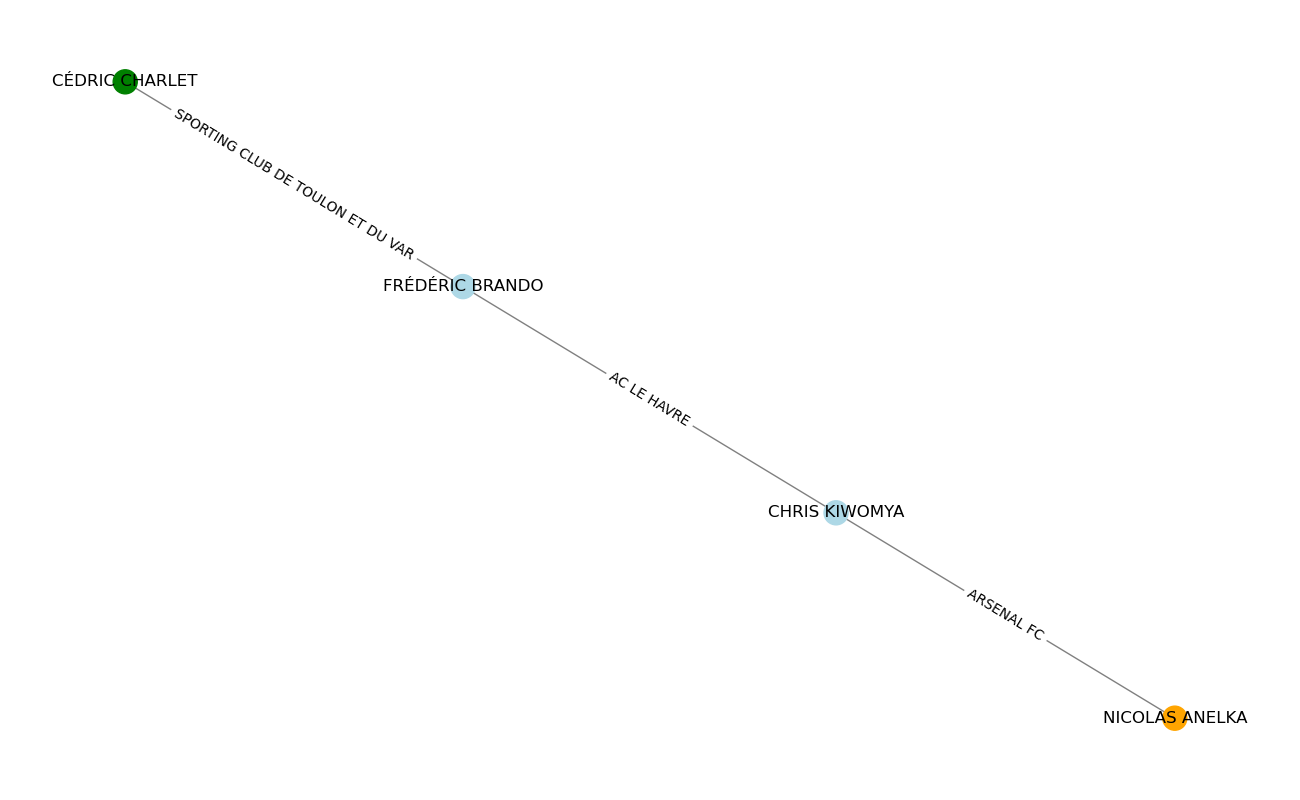 CÉDRIC CHARLET
SPORTING CLUB DE TOULON ET DU VAR
FRÉDÉRIC BRANDO
AC LE HAVRE
CHRIS KIWOMYA
ARSENAL FC
NICOLAS ANELKA